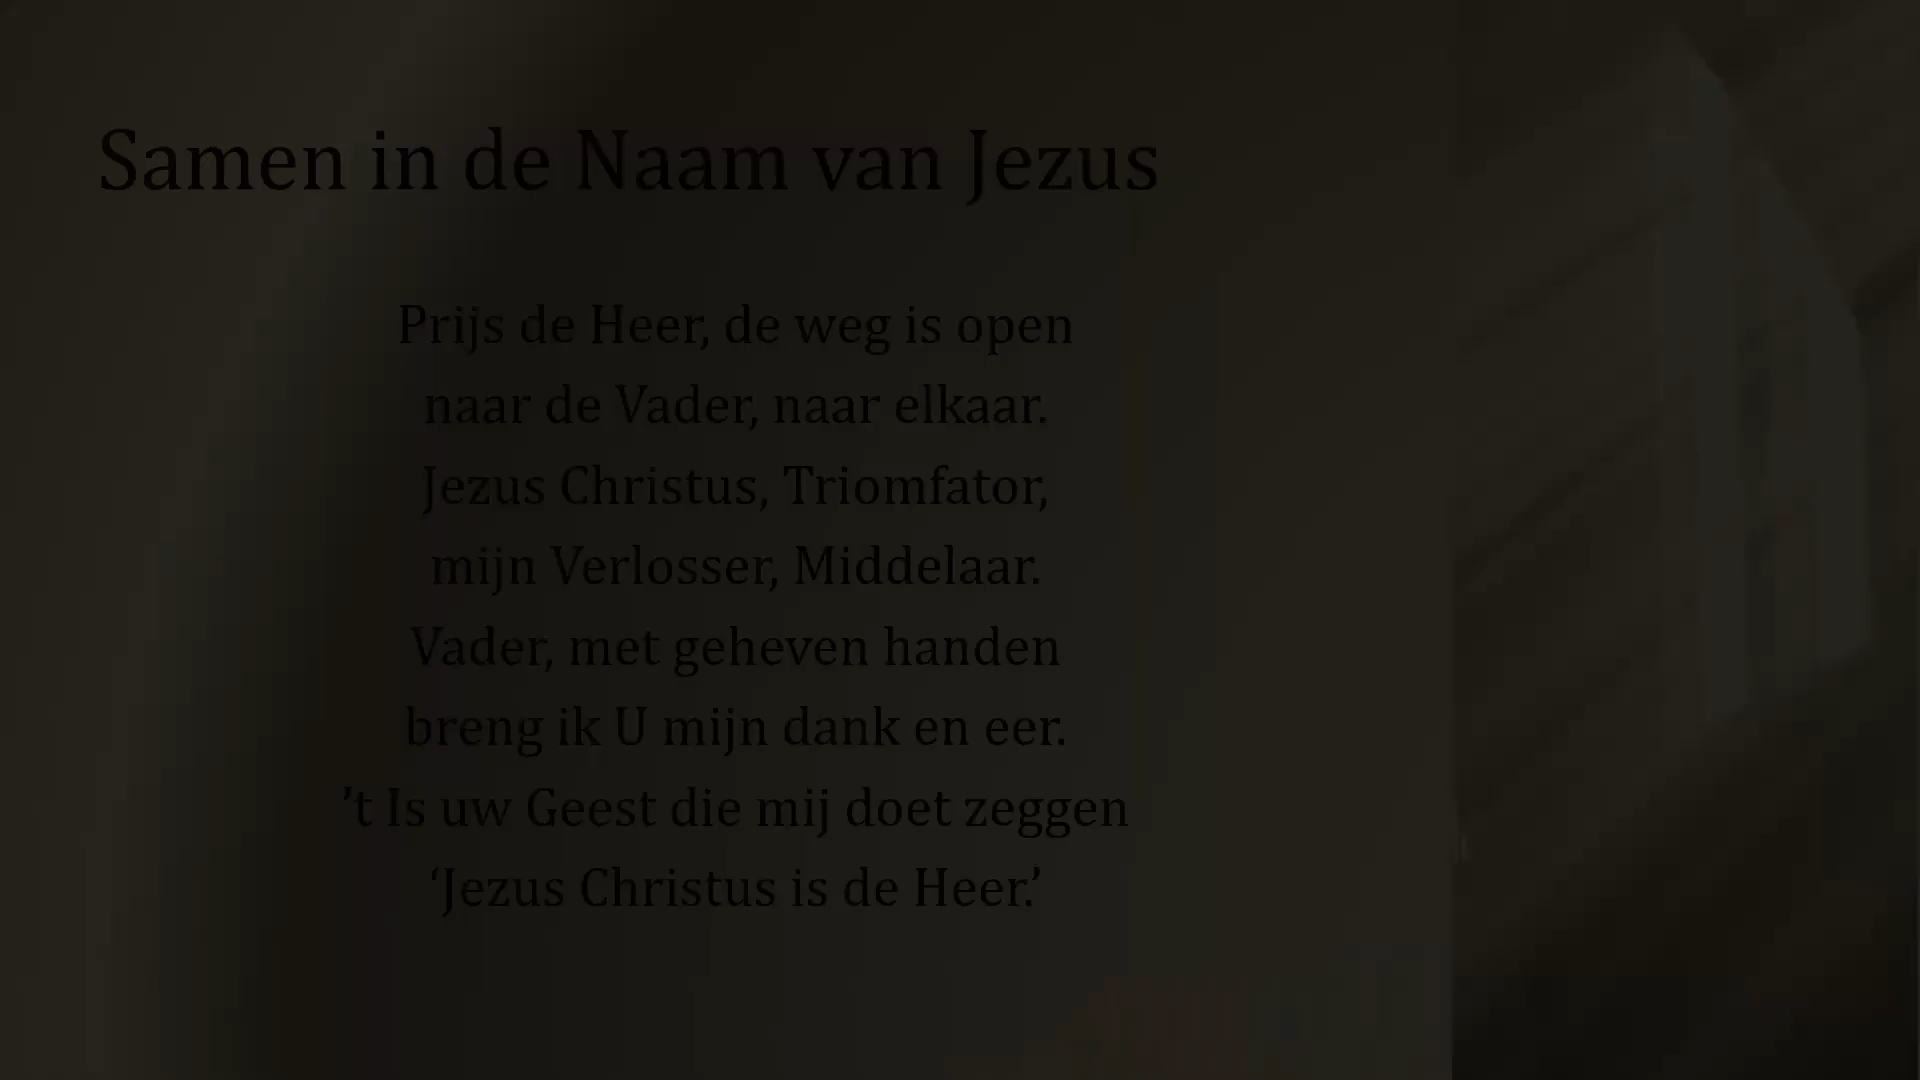 Samen in de Naam van Jezus
Prijs de Heer, de weg is open
naar de Vader, naar elkaar.
Jezus Christus, Triomfator,
mijn Verlosser, Middelaar.
Vader, met geheven handen
breng ik U mijn dank en eer.
’t Is uw Geest die mij doet zeggen
‘Jezus Christus is de Heer.’